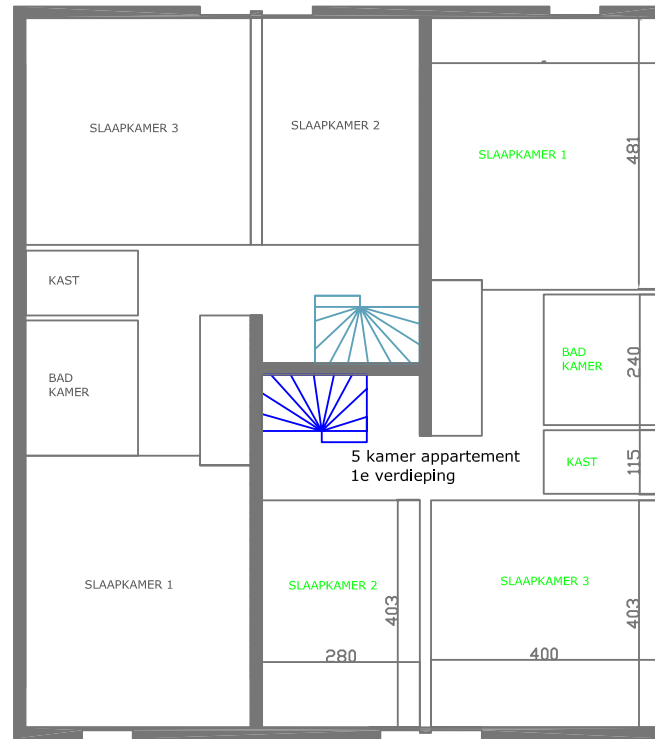 SLAAPKAMER 3
SLAAPKAMER 2
SLAAPKAMER 1
481
KAST
BAD
KAMER
BAD
KAMER
240
5 kamer appartement
1e verdieping
KAST
115
SLAAPKAMER 1
SLAAPKAMER 2
403
280
SLAAPKAMER 3
403
400